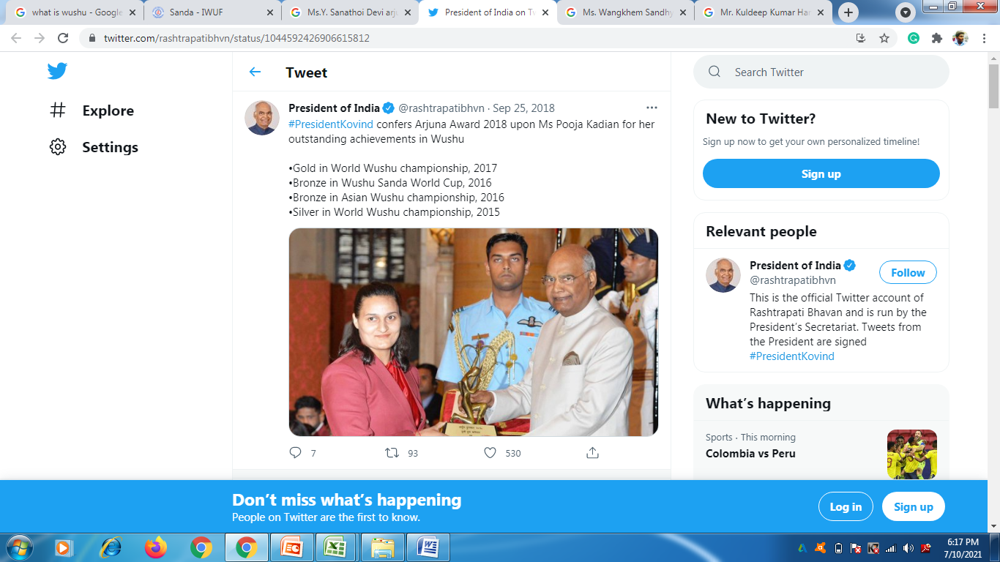 what is wushu - Google
Sanda - IWUF
Ms.Y. Sanathoi Devi arju
President of India on Tw
Ms. Wangkhem Sandhy
Mr. Kuldeep Kumar Har
twitter.com/rashtrapatibhvn/status/1044592426906615812
Explore
Settings
Tweet
President of India @rashtrapatibhvn · Sep 25, 2018
#PresidentKovind confers Arjuna Award 2018 upon Ms Pooja Kadian for her
outstanding achievements in Wushu
•Gold in World Wushu championship, 2017
•Bronze in Wushu Sanda World Cup, 2016
•Bronze in Asian Wushu championship, 2016
•Silver in World Wushu championship, 2015
7
93
530
Search Twitter
New to Twitter?
Sign up now to get your own personalized timeline!
Sign up
Relevant people
President of India
Follow
@rashtrapatibhvn
This is the official Twitter account of
Rashtrapati Bhavan and is run by the
President's Secretariat. Tweets from
the President are signed
#PresidentKovind
What's happening
Sports · This morning
Colombia vs Peru
Don't miss what's happening
People on Twitter are the first to know.
Log in
Sign up
6:17 PM
7/10/2021